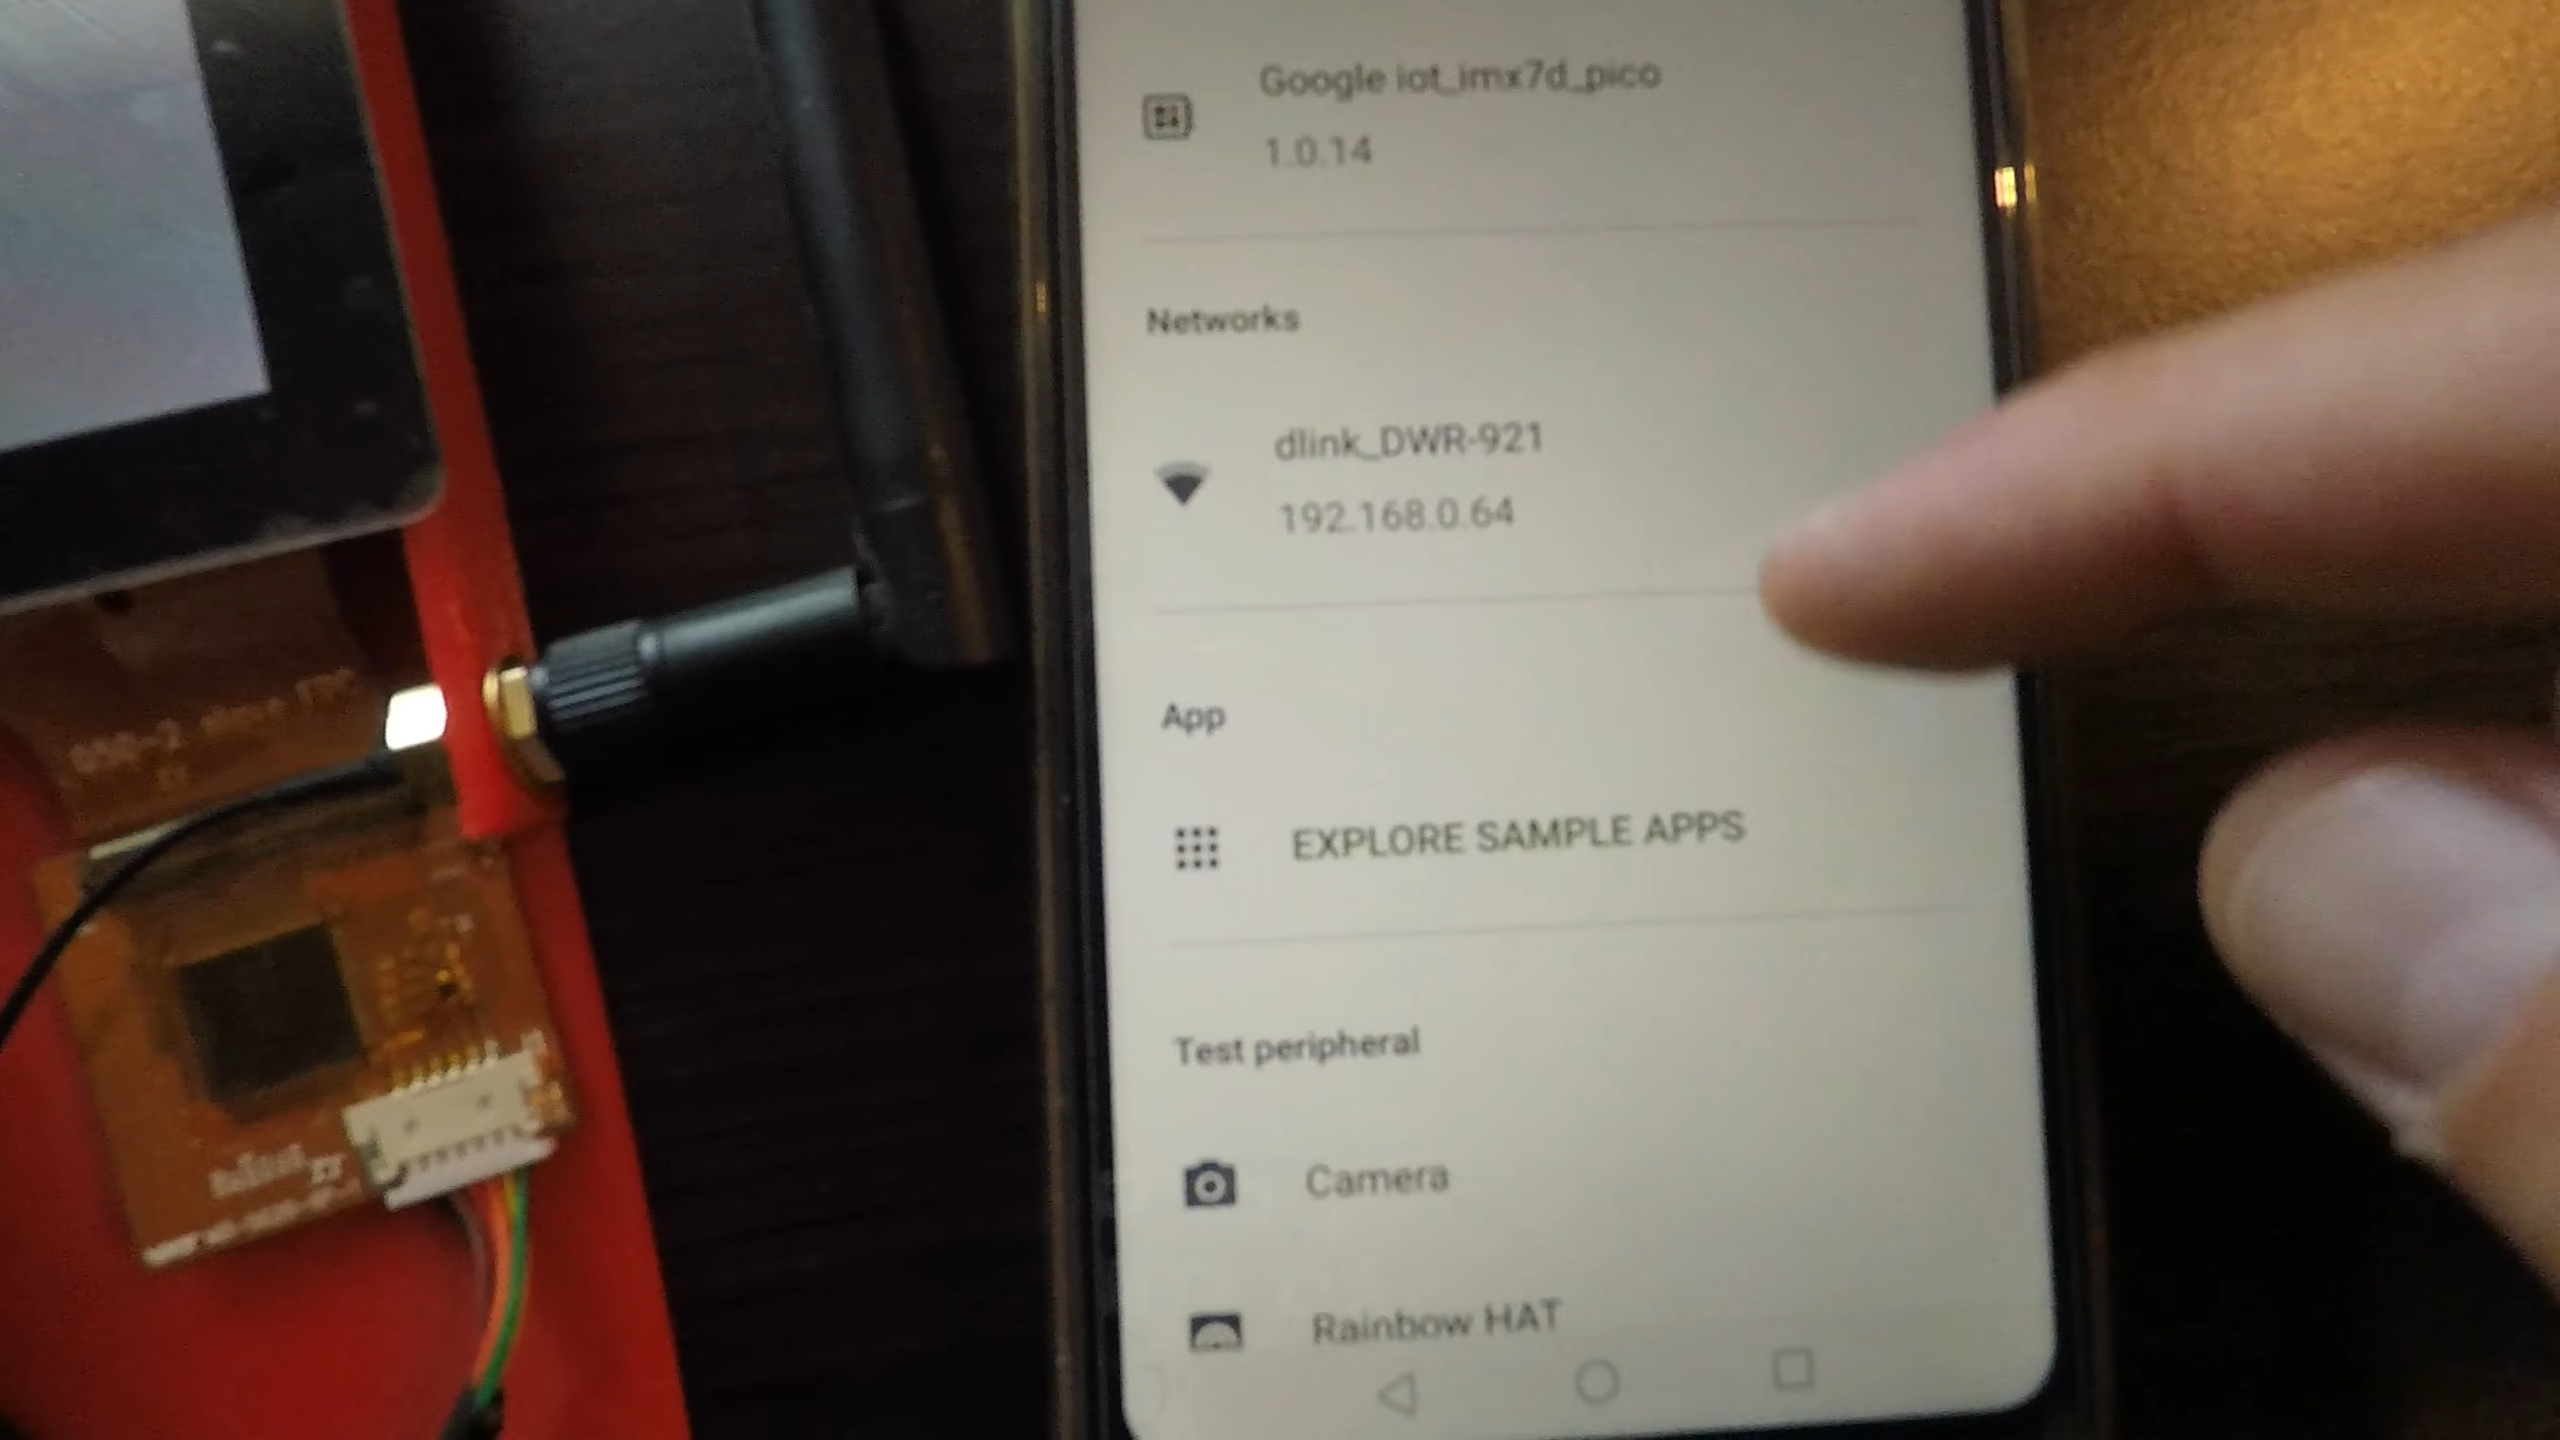 Google iot_imx7d_pico
1.0.14
Networks
dlink_DWR-921
192.168.0.64
App
EXPLORE SAMPLE APPS
Test peripheral
Camera
Rainbow HAT